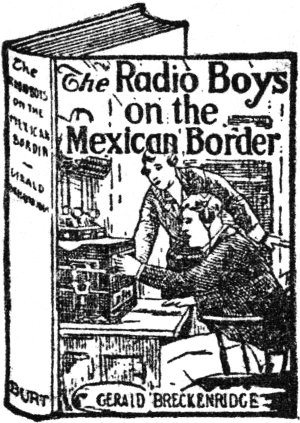 The
RADIO BOYS
ON THE
MEXICAN
BORDER
GERALD
BURT
The Radio Boys
on the
Mexican Border
GERALD BRECKENRIDGE